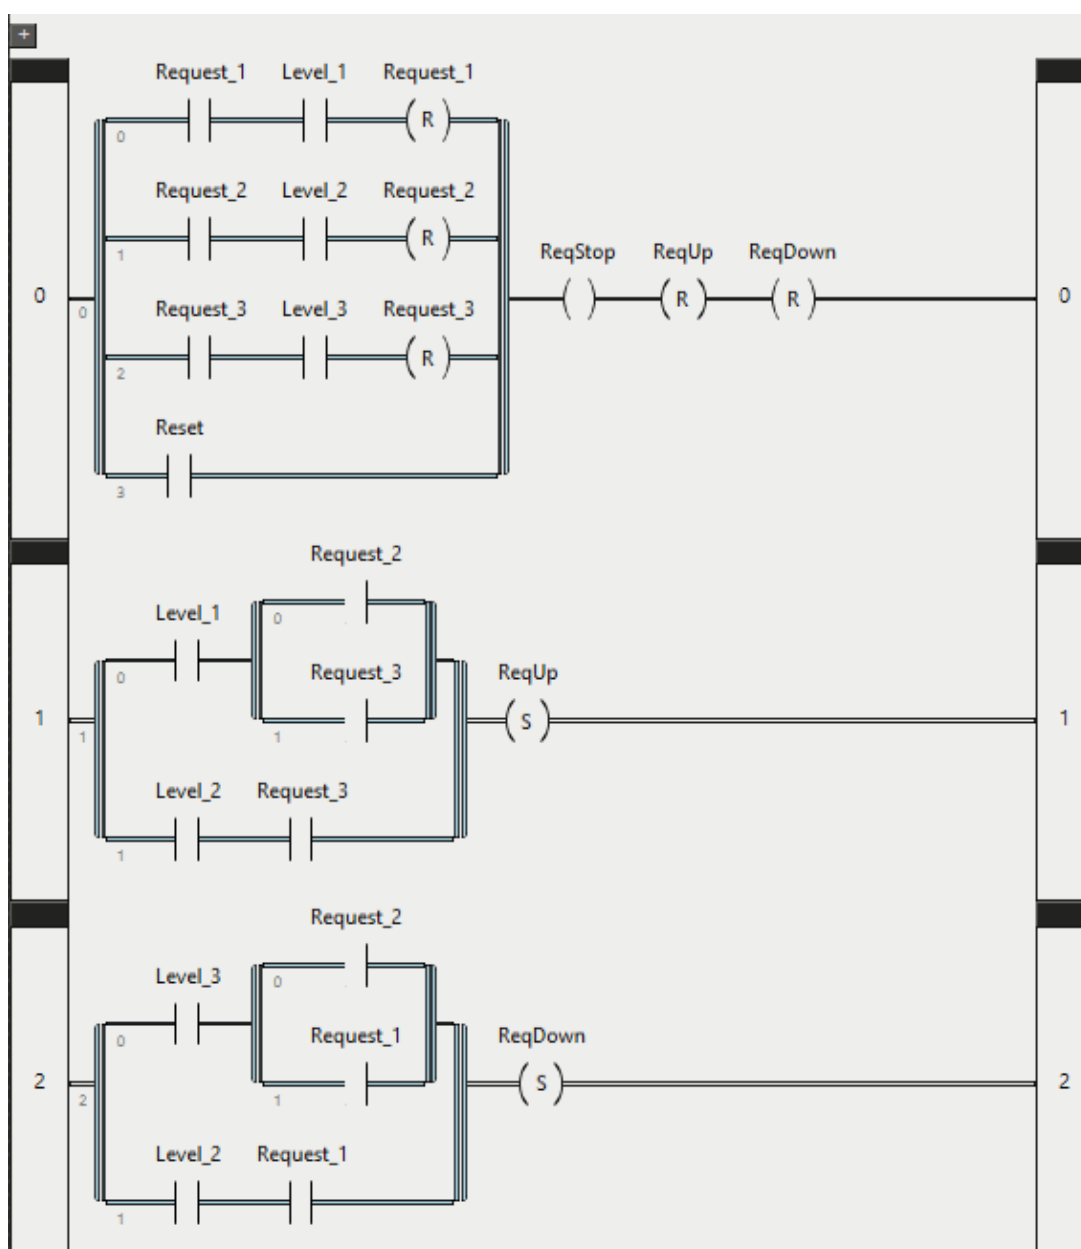 +
Request_1 Level_1 Request_1
R
0
Request_2 Level_2 Request_2
R
1
ReqStop ReqUp ReqDown
0 0 R R 0
Request_3 Level_3 Request_3
R
2
Reset
3
Request_2
0
Level_1
0
Request_3
1
ReqUp
1 1 S 1
Level_2 Request_3
1
Request_2
0
Level_3
0
Request_1
1
ReqDown
2 2 S 2
Level_2 Request_1
1